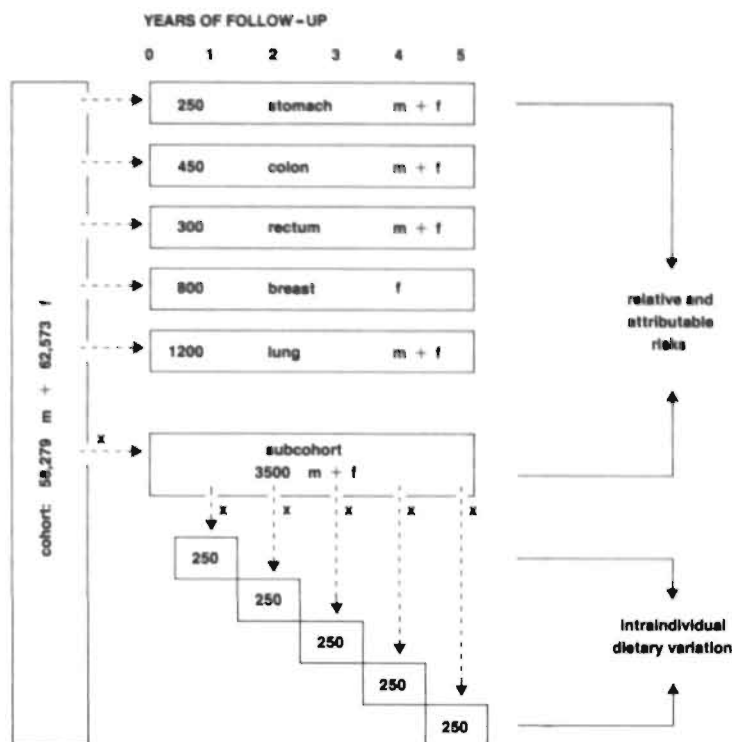 YEARS OF FOLLOW-UP
0 1 2 3 4 5
250 stomach m + f
450 colon m + f
300 rectum m + f
800 breast f
1200 lung m + f
relative and
attributable
risks
cohort: 58,279 m + 62,573 f
x
subcohort
3500 m + f
x x x x x
250
250
250
250
250
intraindividual
dietary variation